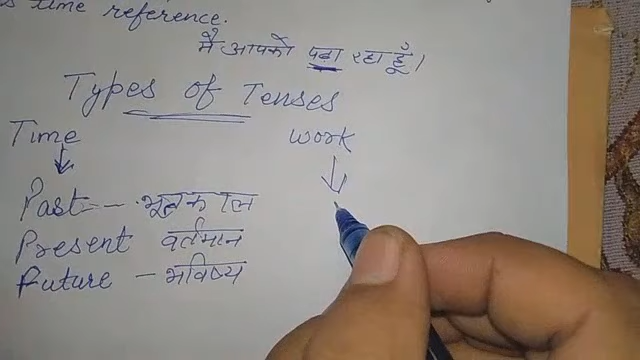 s time reference.
मैं आपको पढ़ा रहा हूँ।
Types of Tenses
Time work
Past - भूतकाल
Present वर्तमान
Future - भविष्य